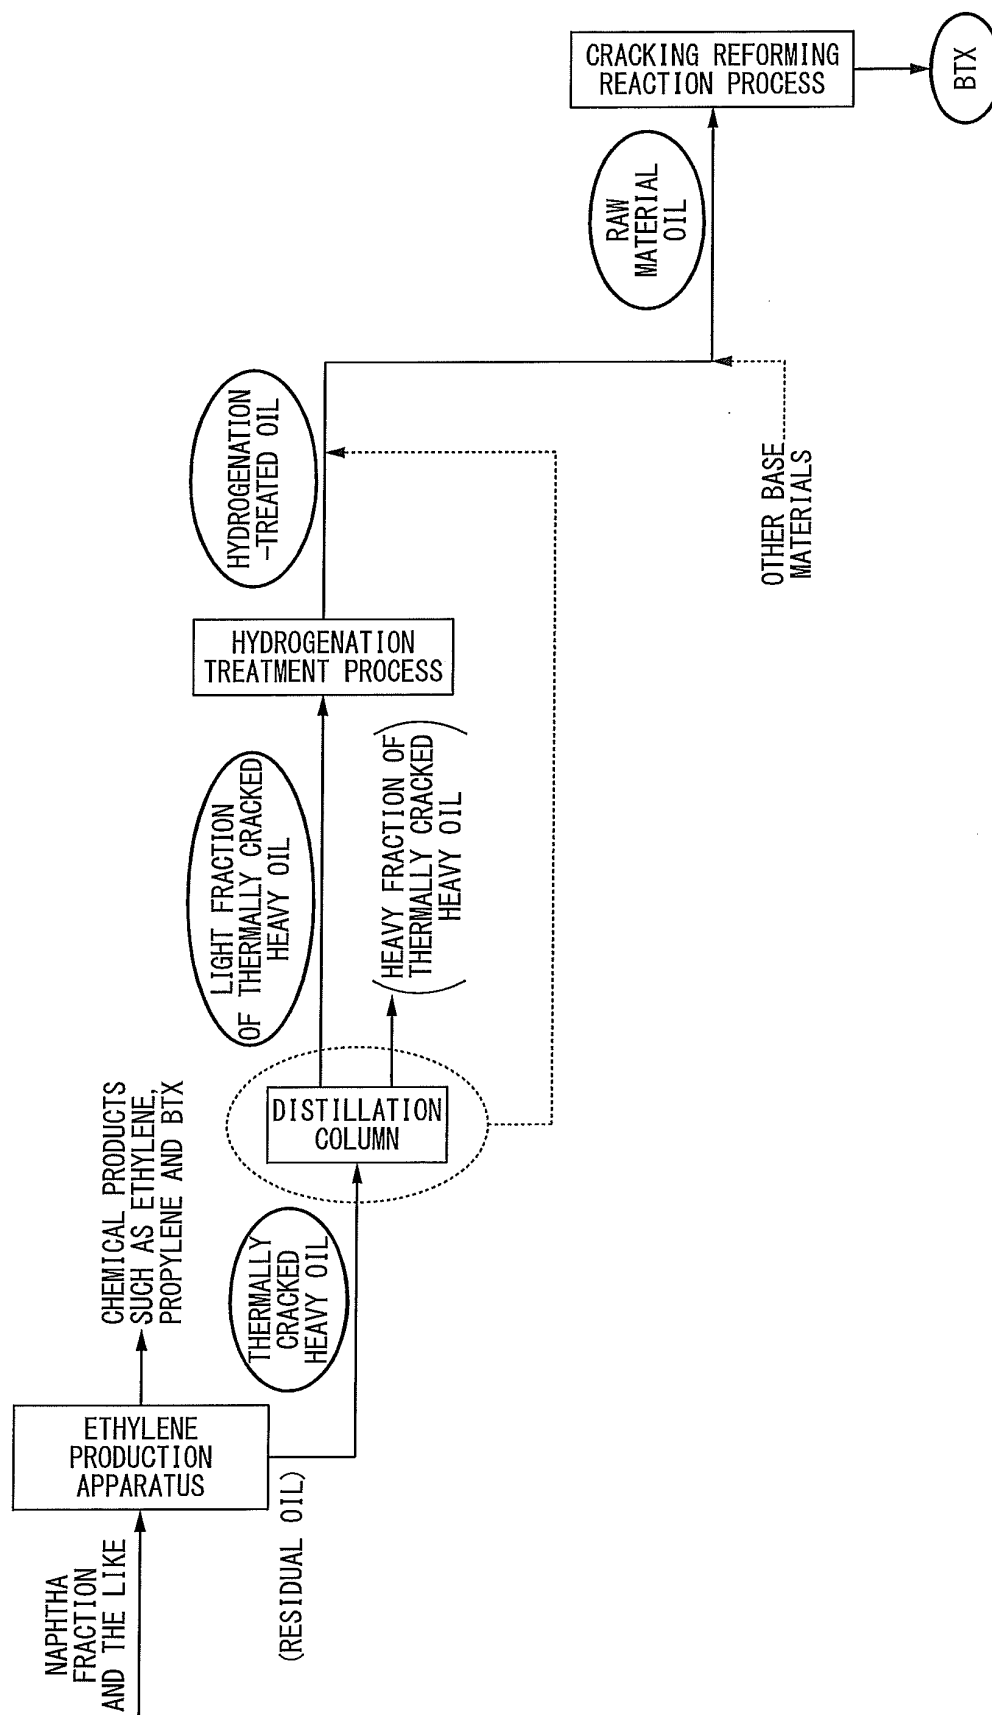 NAPHTHA
FRACTION
AND THE LIKE
ETHYLENE
PRODUCTION
APPARATUS
(RESIDUAL OIL)
CHEMICAL PRODUCTS
SUCH AS ETHYLENE,
PROPYLENE AND BTX
THERMALLY
CRACKED
HEAVY OIL
DISTILLATION
COLUMN
LIGHT FRACTION
OF THERMALLY CRACKED
HEAVY OIL
(HEAVY FRACTION OF
THERMALLY CRACKED
HEAVY OIL)
HYDROGENATION
TREATMENT PROCESS
HYDROGENATION
-TREATED OIL
OTHER BASE
MATERIALS
RAW
MATERIAL
OIL
CRACKING REFORMING
REACTION PROCESS
BTX